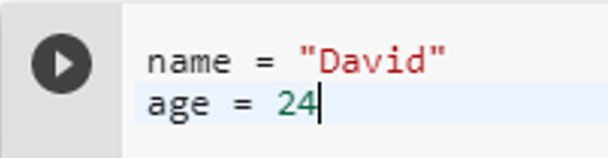 name = "David"
age = 24